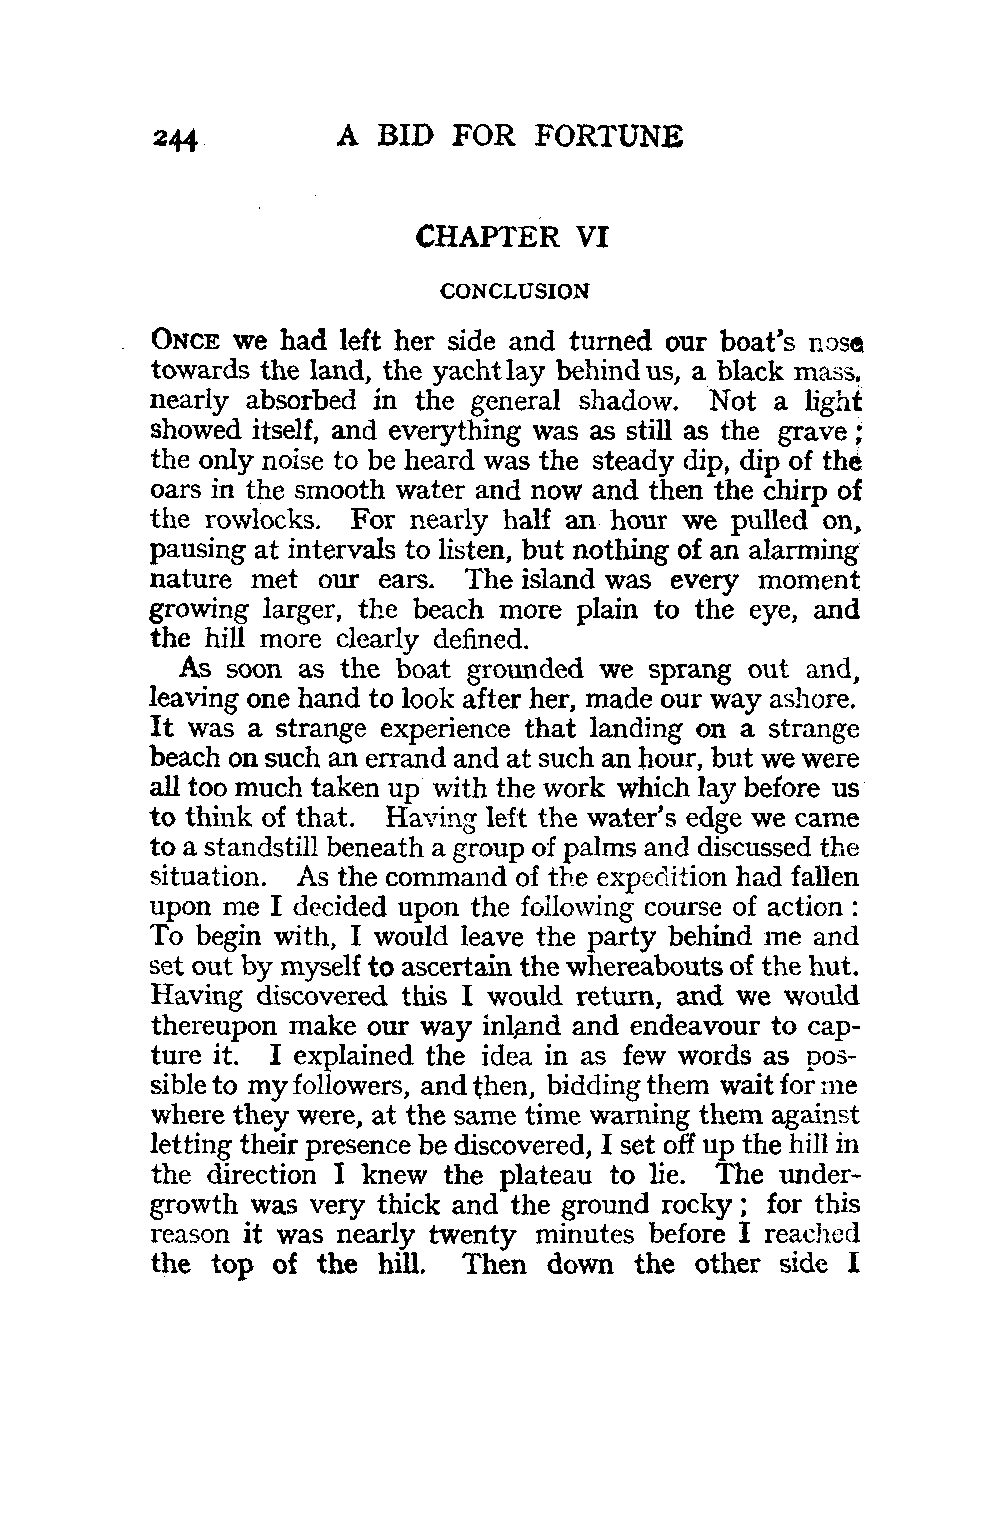 244 A BID FOR FORTUNE
CHAPTER VI
CONCLUSION
ONCE we had left her side and turned our boat's nose
towards the land, the yacht lay behind us, a black mass,
nearly absorbed in the general shadow. Not a light
showed itself, and everything was as still as the grave ;
the only noise to be heard was the steady dip, dip of the
oars in the smooth water and now and then the chirp of
the rowlocks. For nearly half an hour we pulled on,
pausing at intervals to listen, but nothing of an alarming
nature met our ears. The island was every moment
growing larger, the beach more plain to the eye, and
the hill more clearly defined.
As soon as the boat grounded we sprang out and,
leaving one hand to look after her, made our way ashore.
It was a strange experience that landing on a strange
beach on such an errand and at such an hour, but we were
all too much taken up with the work which lay before us
to think of that. Having left the water's edge we came
to a standstill beneath a group of palms and discussed the
situation. As the command of the expedition had fallen
upon me I decided upon the following course of action :
To begin with, I would leave the party behind me and
set out by myself to ascertain the whereabouts of the hut.
Having discovered this I would return, and we would
thereupon make our way inland and endeavour to cap-
ture it. I explained the idea in as few words as pos-
sible to my followers, and then, bidding them wait for me
where they were, at the same time warning them against
letting their presence be discovered, I set off up the hill in
the direction I knew the plateau to lie. The under-
growth was very thick and the ground rocky ; for this
reason it was nearly twenty minutes before I reached
the top of the hill. Then down the other side I